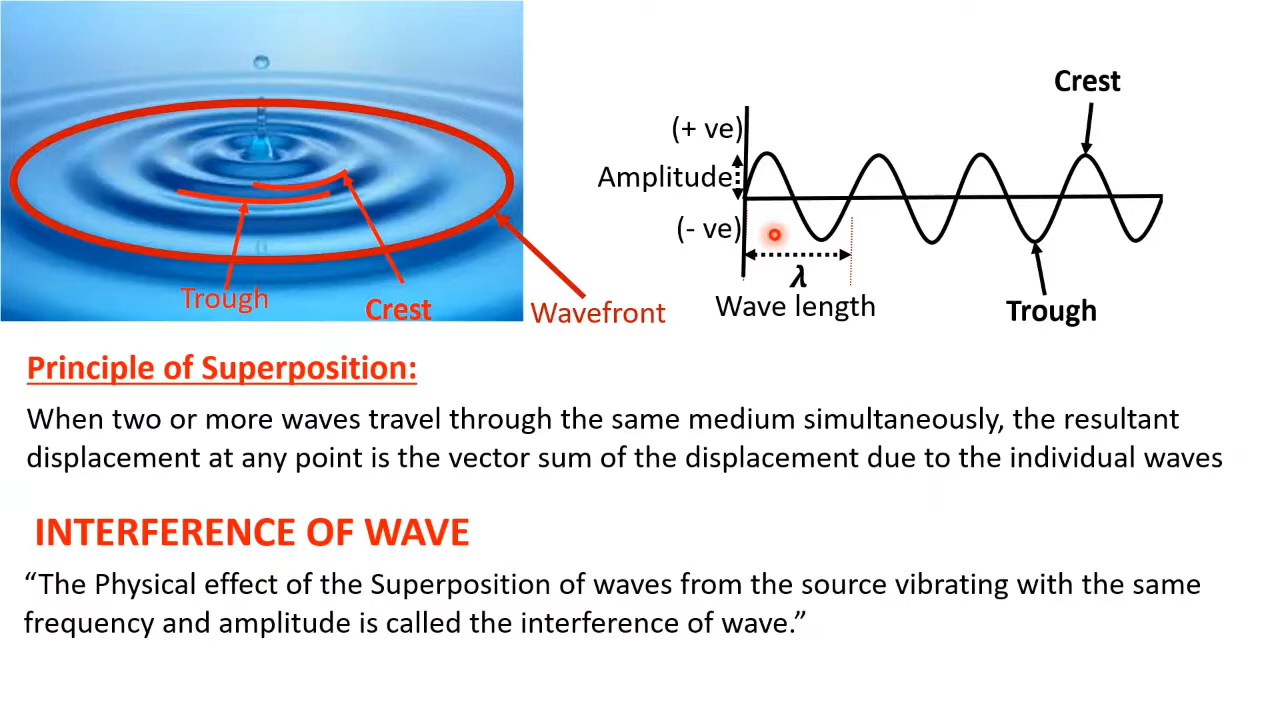 Crest
(+ ve)
Amplitude
(- ve)
λ
Wave length
Trough
Trough
Crest
Wavefront
Principle of Superposition:
When two or more waves travel through the same medium simultaneously, the resultant
displacement at any point is the vector sum of the displacement due to the individual waves
INTERFERENCE OF WAVE
“The Physical effect of the Superposition of waves from the source vibrating with the same
frequency and amplitude is called the interference of wave.”